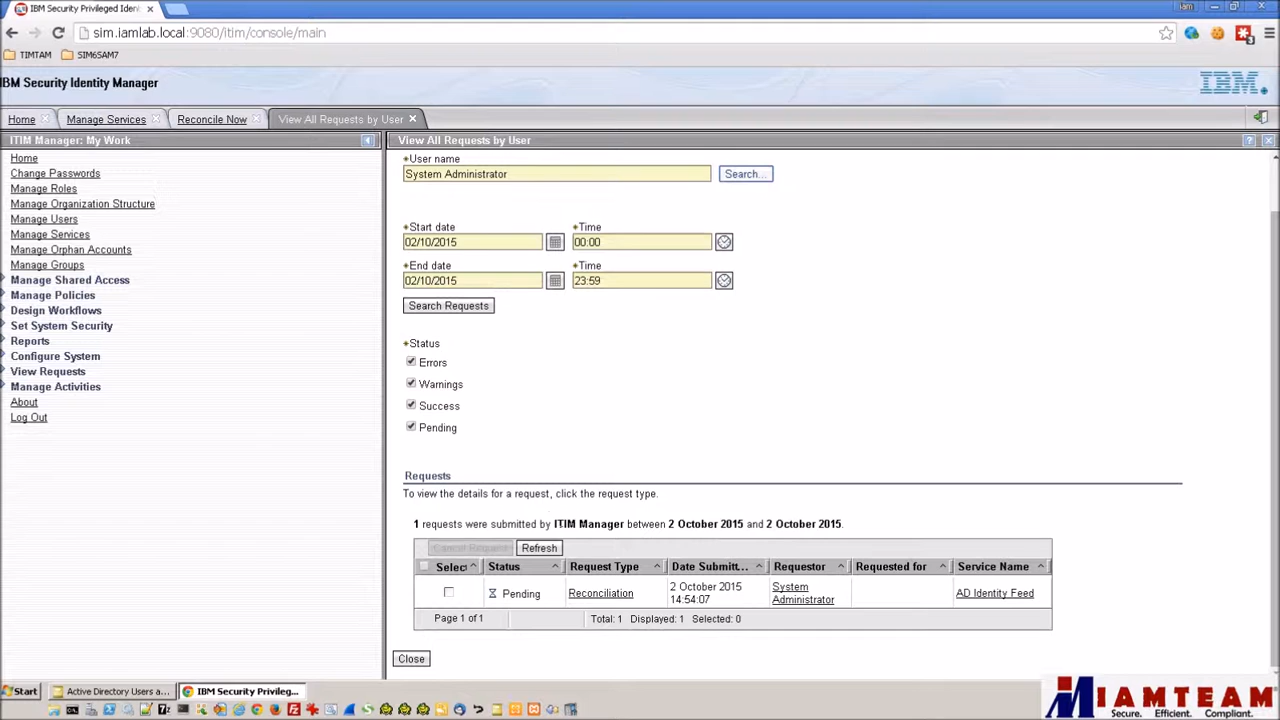 IBM Security Privileged Iden
iam
sim.iamlab.local:9080/itim/console/main
TIMTAM SIM6SAM7
IBM Security Identity Manager
IBM
Home Manage Services Reconcile Now View All Requests by User
ITIM Manager: My Work
View All Requests by User
Home
Change Passwords
Manage Roles
Manage Organization Structure
Manage Users
Manage Services
Manage Orphan Accounts
Manage Groups
Manage Shared Access
Manage Policies
Design Workflows
Set System Security
Reports
Configure System
View Requests
Manage Activities
About
Log Out
*User name
System Administrator Search...
*Start date *Time
02/10/2015 00:00
*End date *Time
02/10/2015 23:59
Search Requests
*Status
Errors
Warnings
Success
Pending
Requests
To view the details for a request, click the request type.
1 requests were submitted by ITIM Manager between 2 October 2015 and 2 October 2015.
Refresh
Selec Status Request Type Date Submitt... Requestor Requested for Service Name
Pending Reconciliation 2 October 2015 14:54:07 System Administrator AD Identity Feed
Page 1 of 1 Total: 1 Displayed: 1 Selected: 0
Close
Start Active Directory Users a... IBM Security Privileg...
IAMTEAM
Secure. Efficient. Compliant.